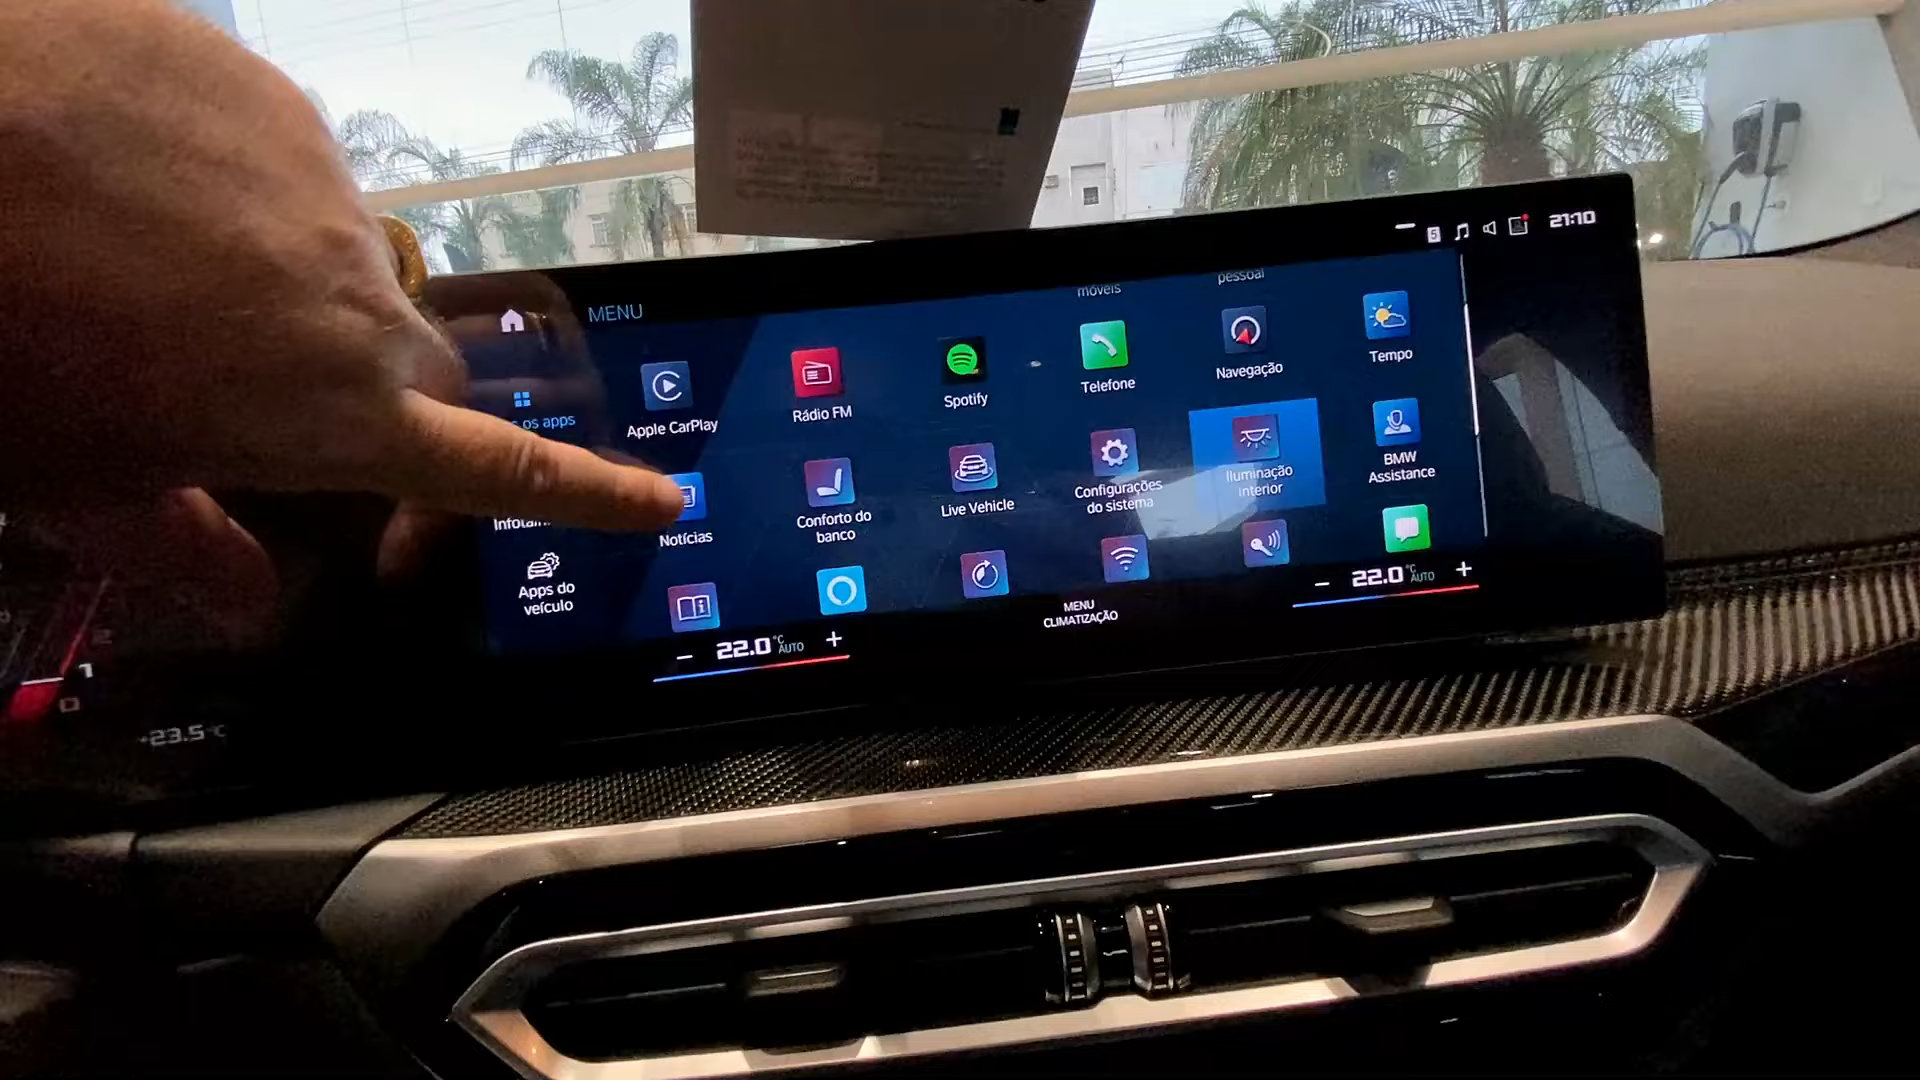 21:10
MENU
móveis
pessoal
Apple CarPlay
Rádio FM
Spotify
Telefone
Navegação
Tempo
os apps
Notícias
Conforto do
banco
Live Vehicle
Configurações
do sistema
Iluminação
interior
BMW
Assistance
Apps do
veículo
- 22.0 °C AUTO +
MENU
CLIMATIZAÇÃO
- 22.0 °C AUTO +
1
0
+23.5°C